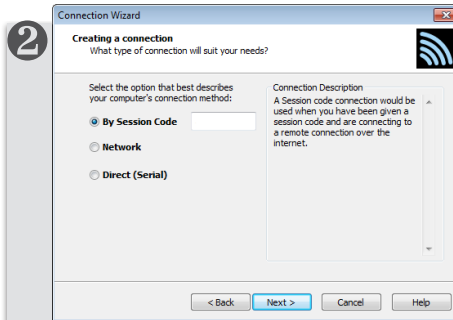 2
Connection Wizard
Creating a connection
What type of connection will suit your needs?
Select the option that best describes
your computer's connection method:
By Session Code
Network
Direct (Serial)
Connection Description
A Session code connection would be
used when you have been given a
session code and are connecting to
a remote connection over the
internet.
< Back Next > Cancel Help